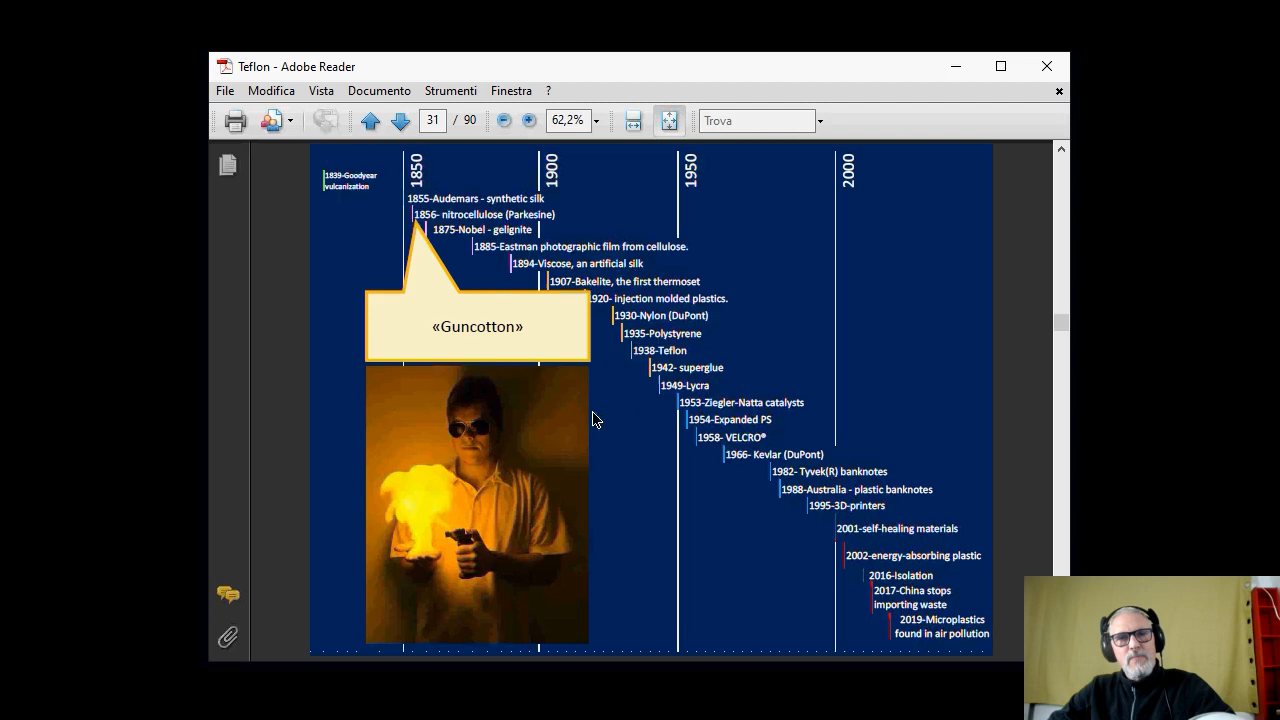 Teflon - Adobe Reader
File Modifica Vista Documento Strumenti Finestra ?
31 / 90 62,2% Trova
1850 1900 1950 2000
1839-Goodyear
vulcanization
1855-Audemars - synthetic silk
1856- nitrocellulose (Parkesine)
1875-Nobel - gelignite
1885-Eastman photographic film from cellulose.
1894-Viscose, an artificial silk
1907-Bakelite, the first thermoset
1920- injection molded plastics.
«Guncotton»
1930-Nylon (DuPont)
1935-Polystyrene
1938-Teflon
1942- superglue
1949-Lycra
1953-Ziegler-Natta catalysts
1954-Expanded PS
1958- VELCRO®
1966- Kevlar (DuPont)
1982- Tyvek(R) banknotes
1988-Australia - plastic banknotes
1995-3D-printers
2001-self-healing materials
2002-energy-absorbing plastic
2016-Isolation
2017-China stops
importing waste
2019-Microplastics
found in air pollution